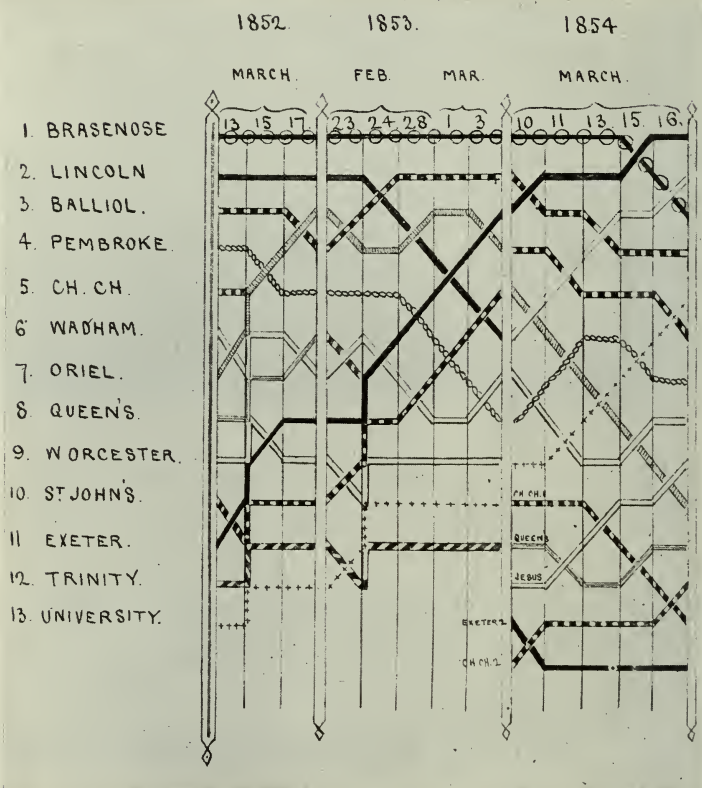 1852. 1853. 1854
MARCH. FEB. MAR. MARCH.
13 15 17 23 24 28 1 3 10 11 13. 15. 16.
1. BRASENOSE
2. LINCOLN
3. BALLIOL.
4. PEMBROKE.
5. CH. CH.
6 WADHAM.
7. ORIEL.
8. QUEEN'S.
9. WORCESTER.
10. ST JOHN'S.
11 EXETER.
12. TRINITY.
13. UNIVERSITY.
CH. CH. 1
QUEENS
JESUS
EXETER 2
CH CH. 2